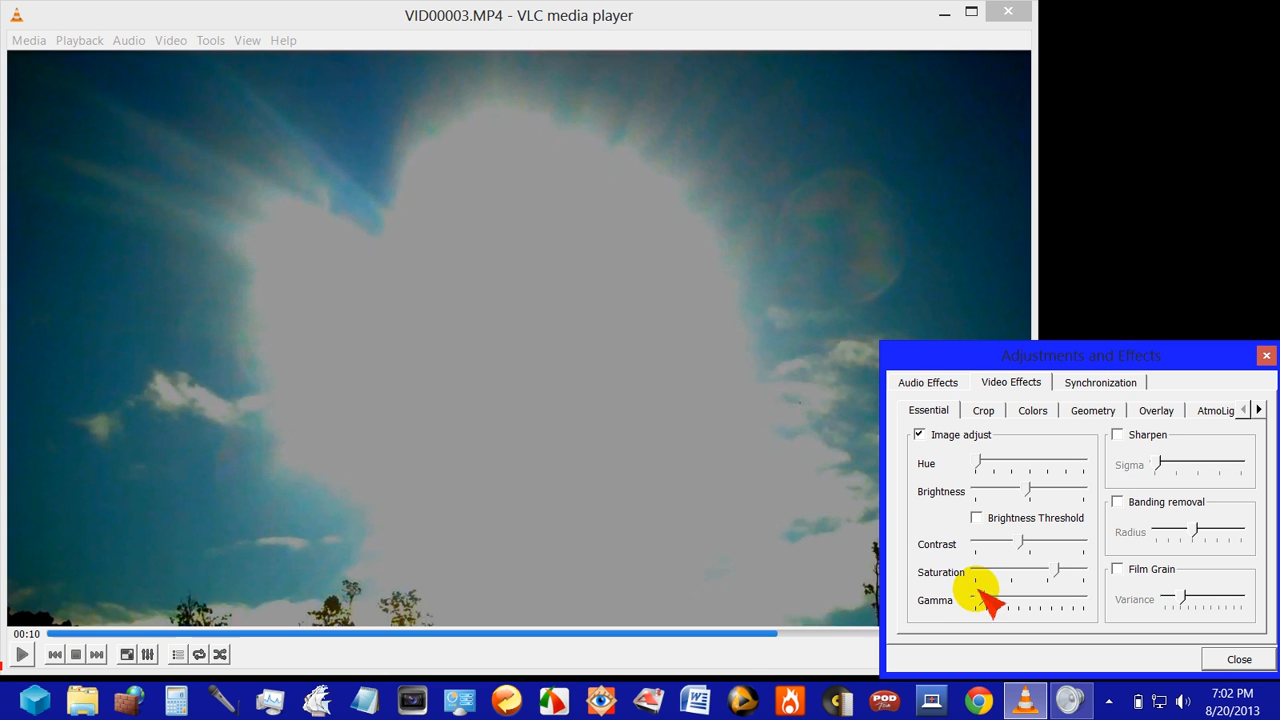 VID00003.MP4 - VLC media player
Media Playback Audio Video Tools View Help
Adjustments and Effects
Audio Effects Video Effects Synchronization
Essential Crop Colors Geometry Overlay AtmoLig
Image adjust Sharpen
Hue Sigma
Brightness Banding removal
Brightness Threshold Radius
Contrast
Saturation Film Grain
Gamma Variance
00:10
Close
POD
7:02 PM
8/20/2013